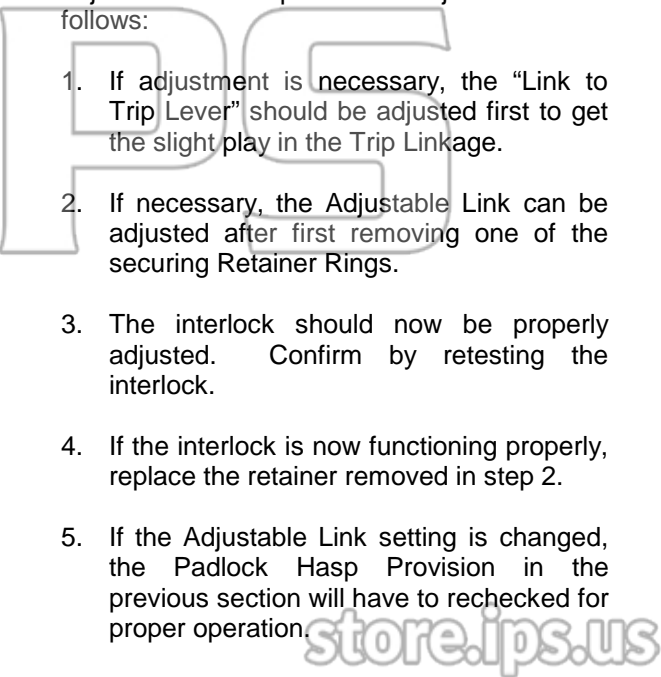 follows:
1. If adjustment is necessary, the “Link to
Trip Lever” should be adjusted first to get
the slight play in the Trip Linkage.
2. If necessary, the Adjustable Link can be
adjusted after first removing one of the
securing Retainer Rings.
3. The interlock should now be properly
adjusted. Confirm by retesting the
interlock.
4. If the interlock is now functioning properly,
replace the retainer removed in step 2.
5. If the Adjustable Link setting is changed,
the Padlock Hasp Provision in the
previous section will have to rechecked for
proper operation.
PS
store.ips.us